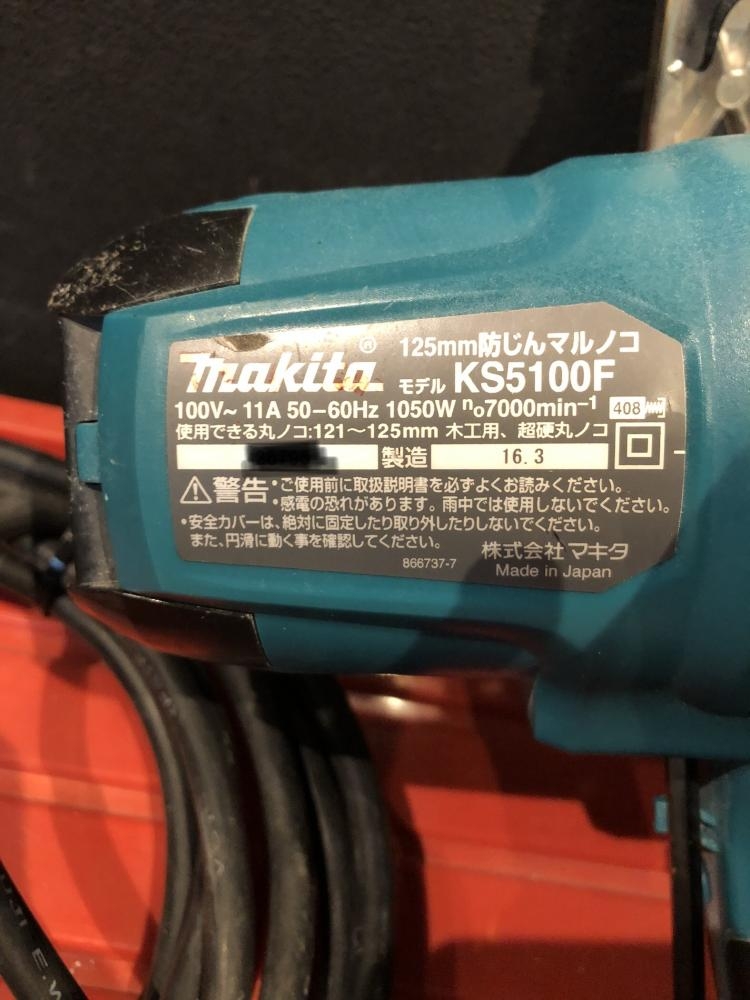 makita® 125mm防じんマルノコ
モデル KS5100F
100V~ 11A 50-60Hz 1050W n₀7000min⁻¹ 408
使用できる丸ノコ:121~125mm 木工用、超硬丸ノコ
製造 16.3
⚠警告・ご使用前に取扱説明書を必ずよくお読みください。
・感電の恐れがあります。雨中では使用しないでください。
・安全カバーは、絶対に固定したり取り外したりしないでください。
また、円滑に動く事を確認してください。
866737-7 株式会社 マキタ
Made in Japan
E.W